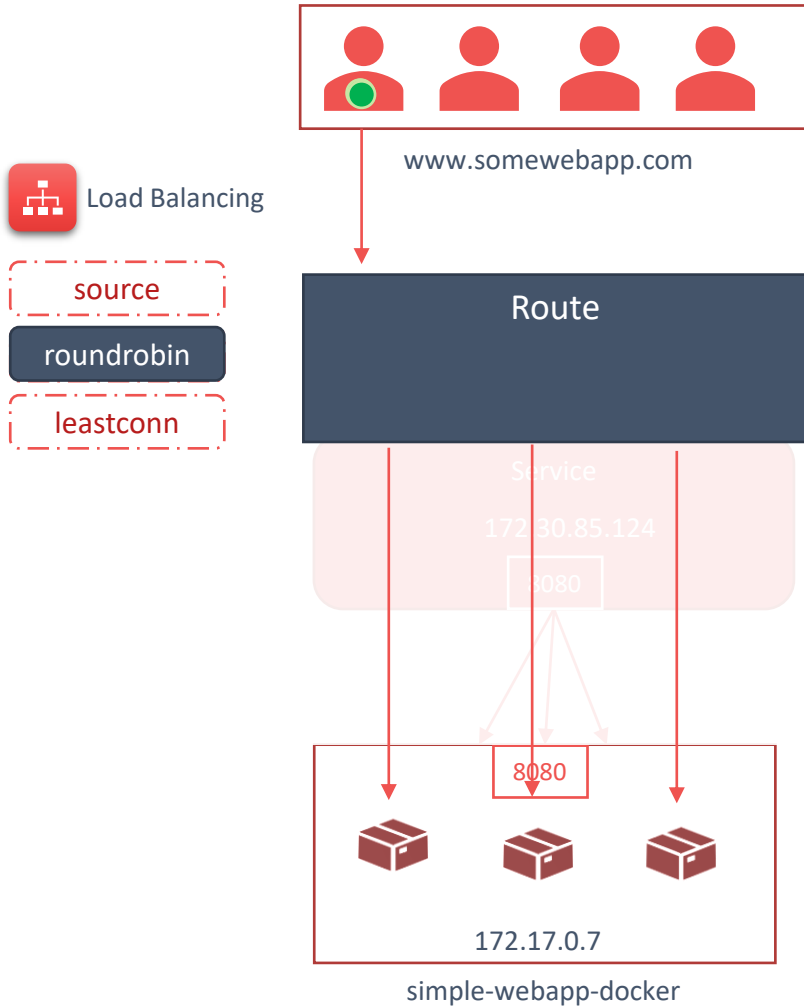 www.somewebapp.com
Load Balancing
source
roundrobin
leastconn
Route
Service
172.30.85.124
8080
8080
172.17.0.7
simple-webapp-docker